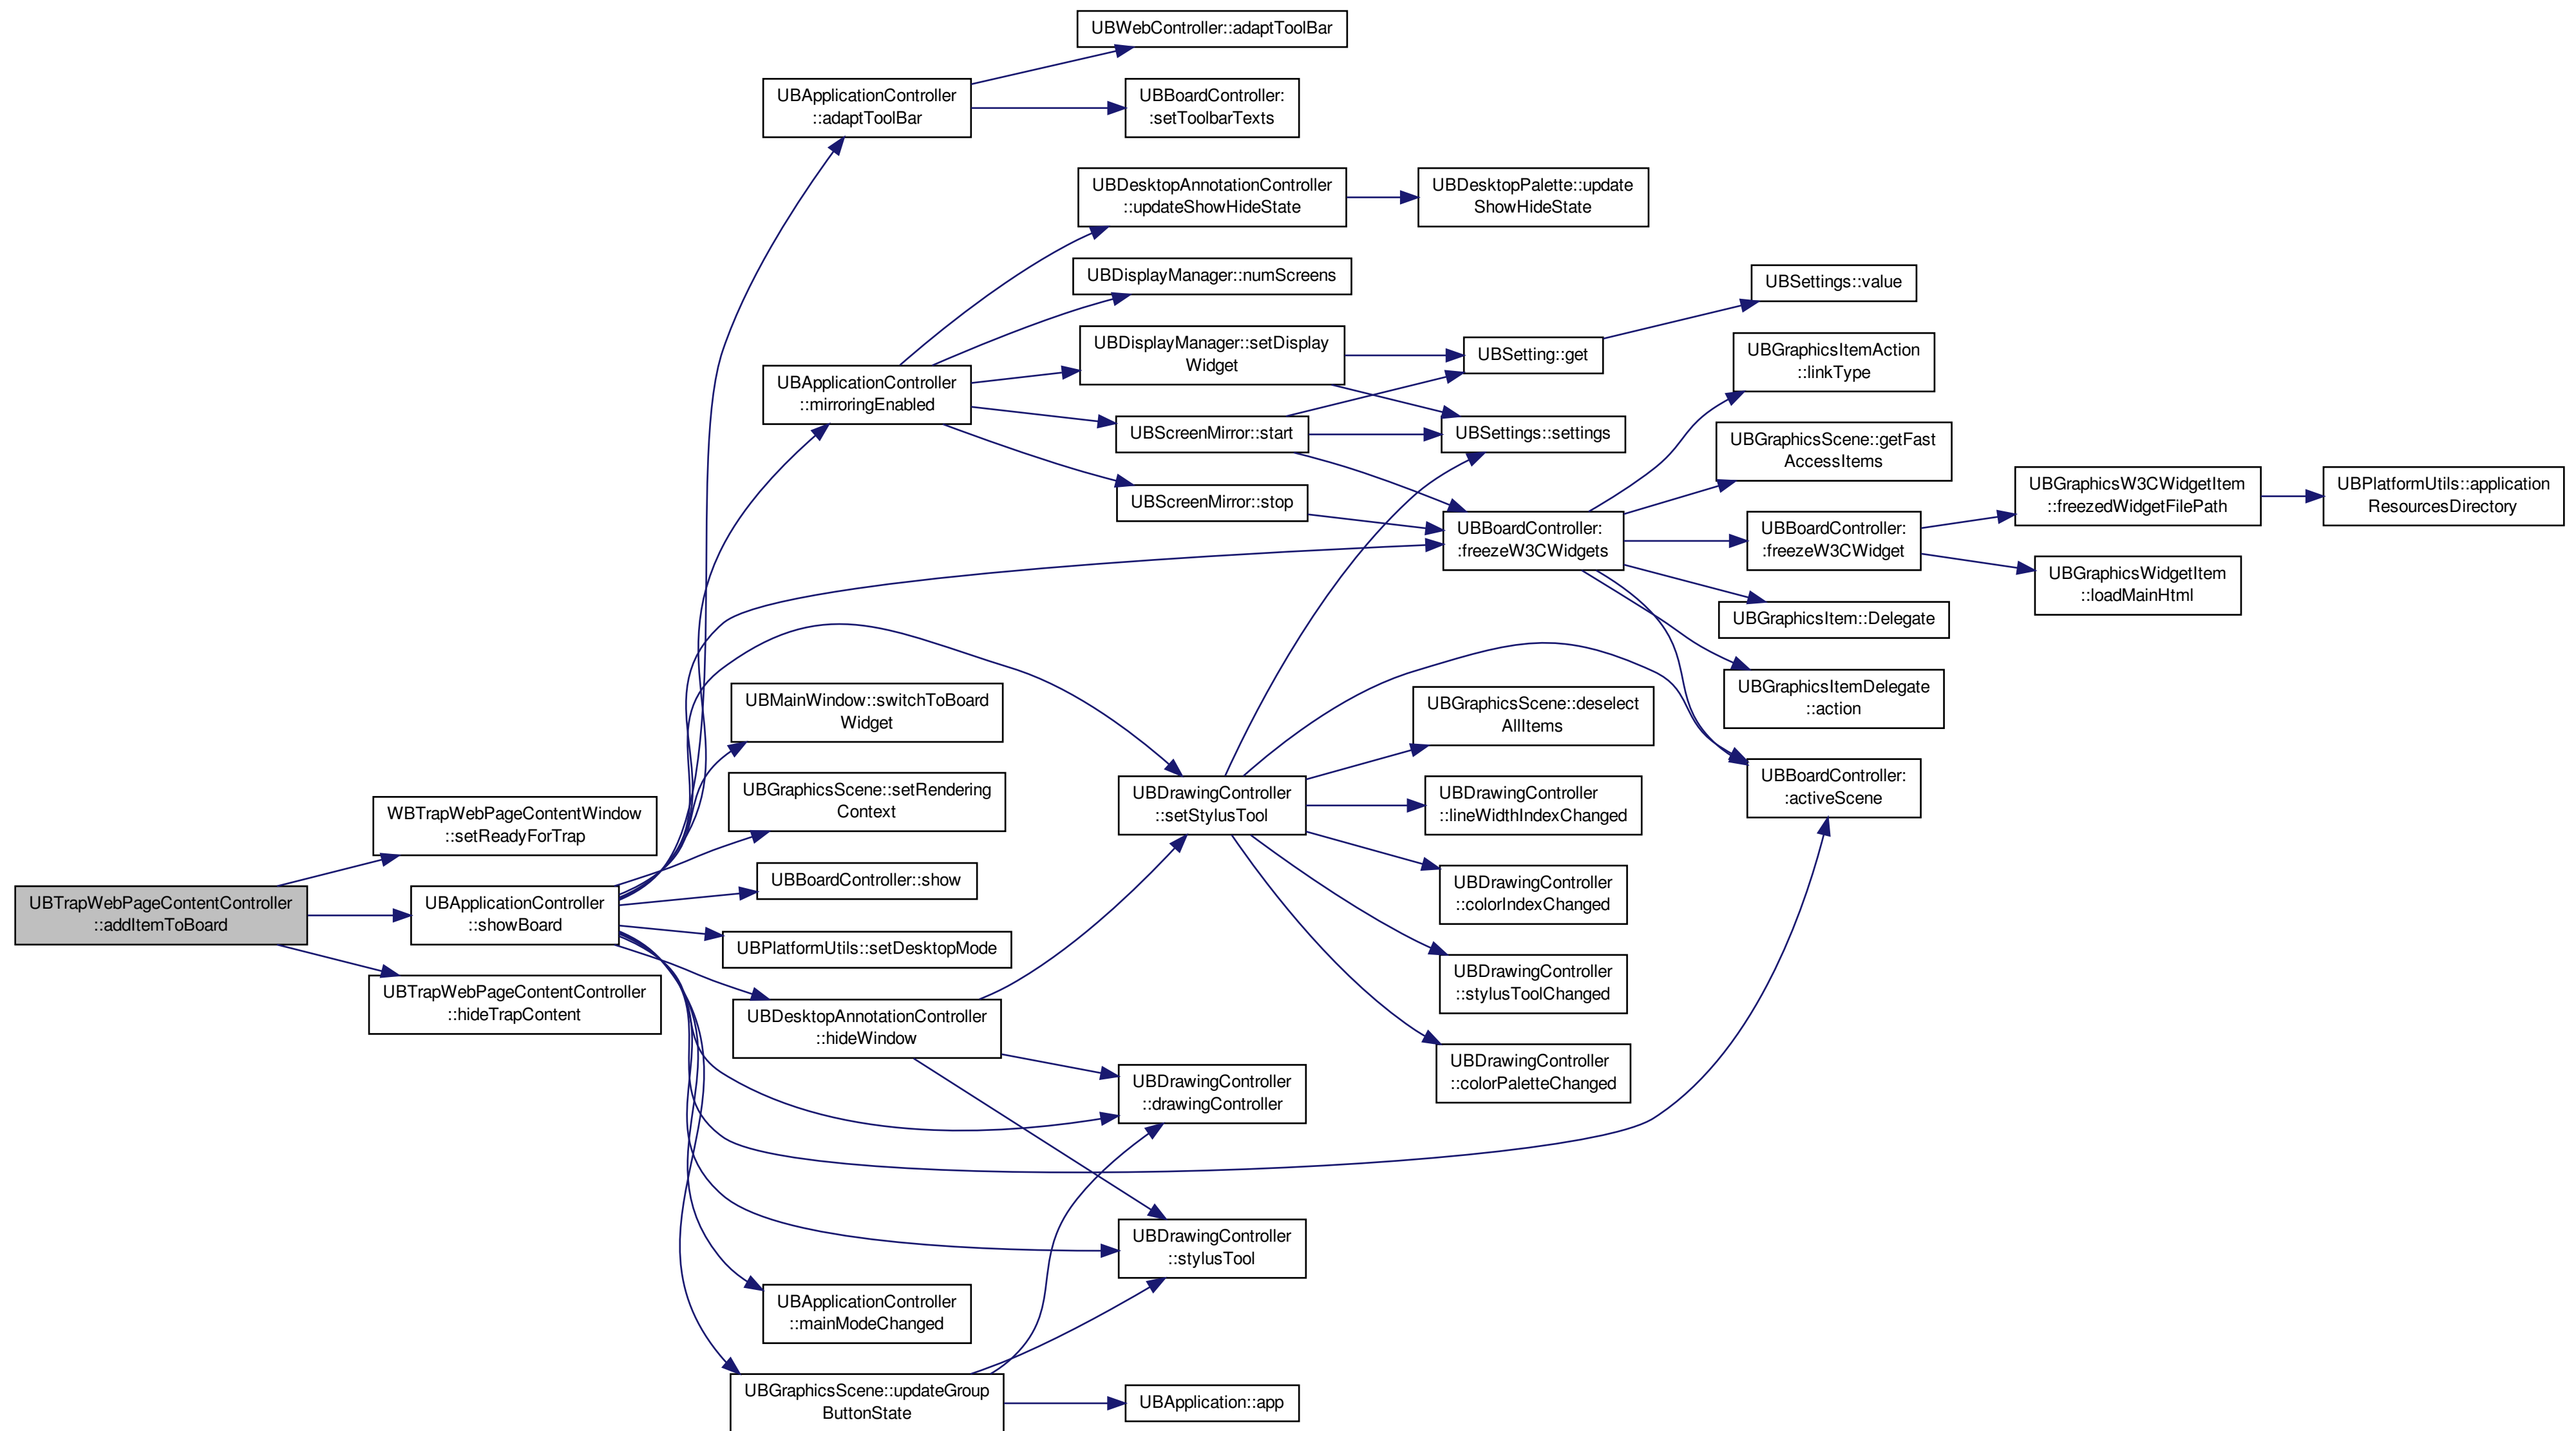 UBWebController::adaptToolBar
UBApplicationController
::adaptToolBar
UBBoardController:
:setToolbarTexts
UBDesktopAnnotationController
::updateShowHideState
UBDesktopPalette::update
ShowHideState
UBDisplayManager::numScreens
UBSettings::value
UBDisplayManager::setDisplay
Widget
UBSetting::get
UBGraphicsItemAction
::linkType
UBApplicationController
::mirroringEnabled
UBScreenMirror::start
UBSettings::settings
UBGraphicsScene::getFast
AccessItems
UBScreenMirror::stop
UBBoardController:
:freezeW3CWidgets
UBBoardController:
:freezeW3CWidget
UBGraphicsW3CWidgetItem
::freezedWidgetFilePath
UBPlatformUtils::application
ResourcesDirectory
UBGraphicsWidgetItem
::loadMainHtml
UBGraphicsItem::Delegate
UBGraphicsItemDelegate
::action
UBMainWindow::switchToBoard
Widget
UBGraphicsScene::deselect
AllItems
UBGraphicsScene::setRendering
Context
UBDrawingController
::setStylusTool
UBDrawingController
::lineWidthIndexChanged
UBBoardController:
:activeScene
WBTrapWebPageContentWindow
::setReadyForTrap
UBBoardController::show
UBDrawingController
::colorIndexChanged
UBTrapWebPageContentController
::addItemToBoard
UBApplicationController
::showBoard
UBPlatformUtils::setDesktopMode
UBDrawingController
::stylusToolChanged
UBTrapWebPageContentController
::hideTrapContent
UBDesktopAnnotationController
::hideWindow
UBDrawingController
::colorPaletteChanged
UBDrawingController
::drawingController
UBDrawingController
::stylusTool
UBApplicationController
::mainModeChanged
UBGraphicsScene::updateGroup
ButtonState
UBApplication::app